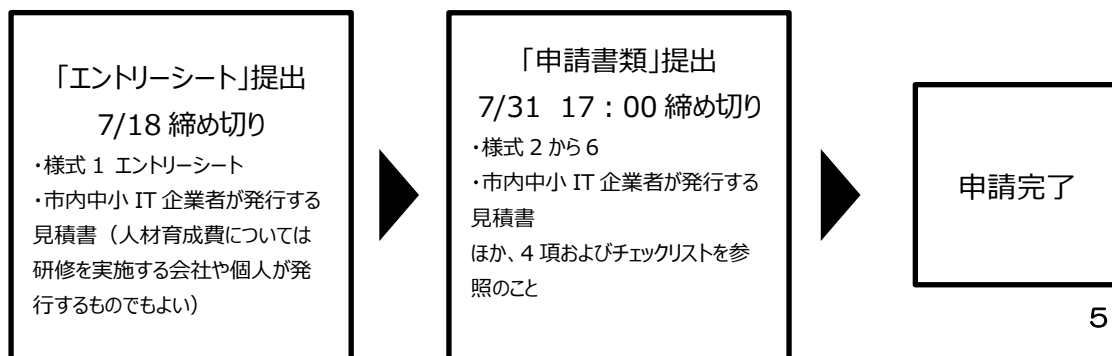 「エントリーシート」提出
7/18 締め切り
・様式 1 エントリーシート
・市内中小 IT 企業者が発行する
見積書（人材育成費については
研修を実施する会社や個人が発
行するものでもよい）
「申請書類」提出
7/31 17：00 締め切り
・様式 2 から 6
・市内中小 IT 企業者が発行する
見積書
ほか、4 項およびチェックリストを参
照のこと
申請完了
5